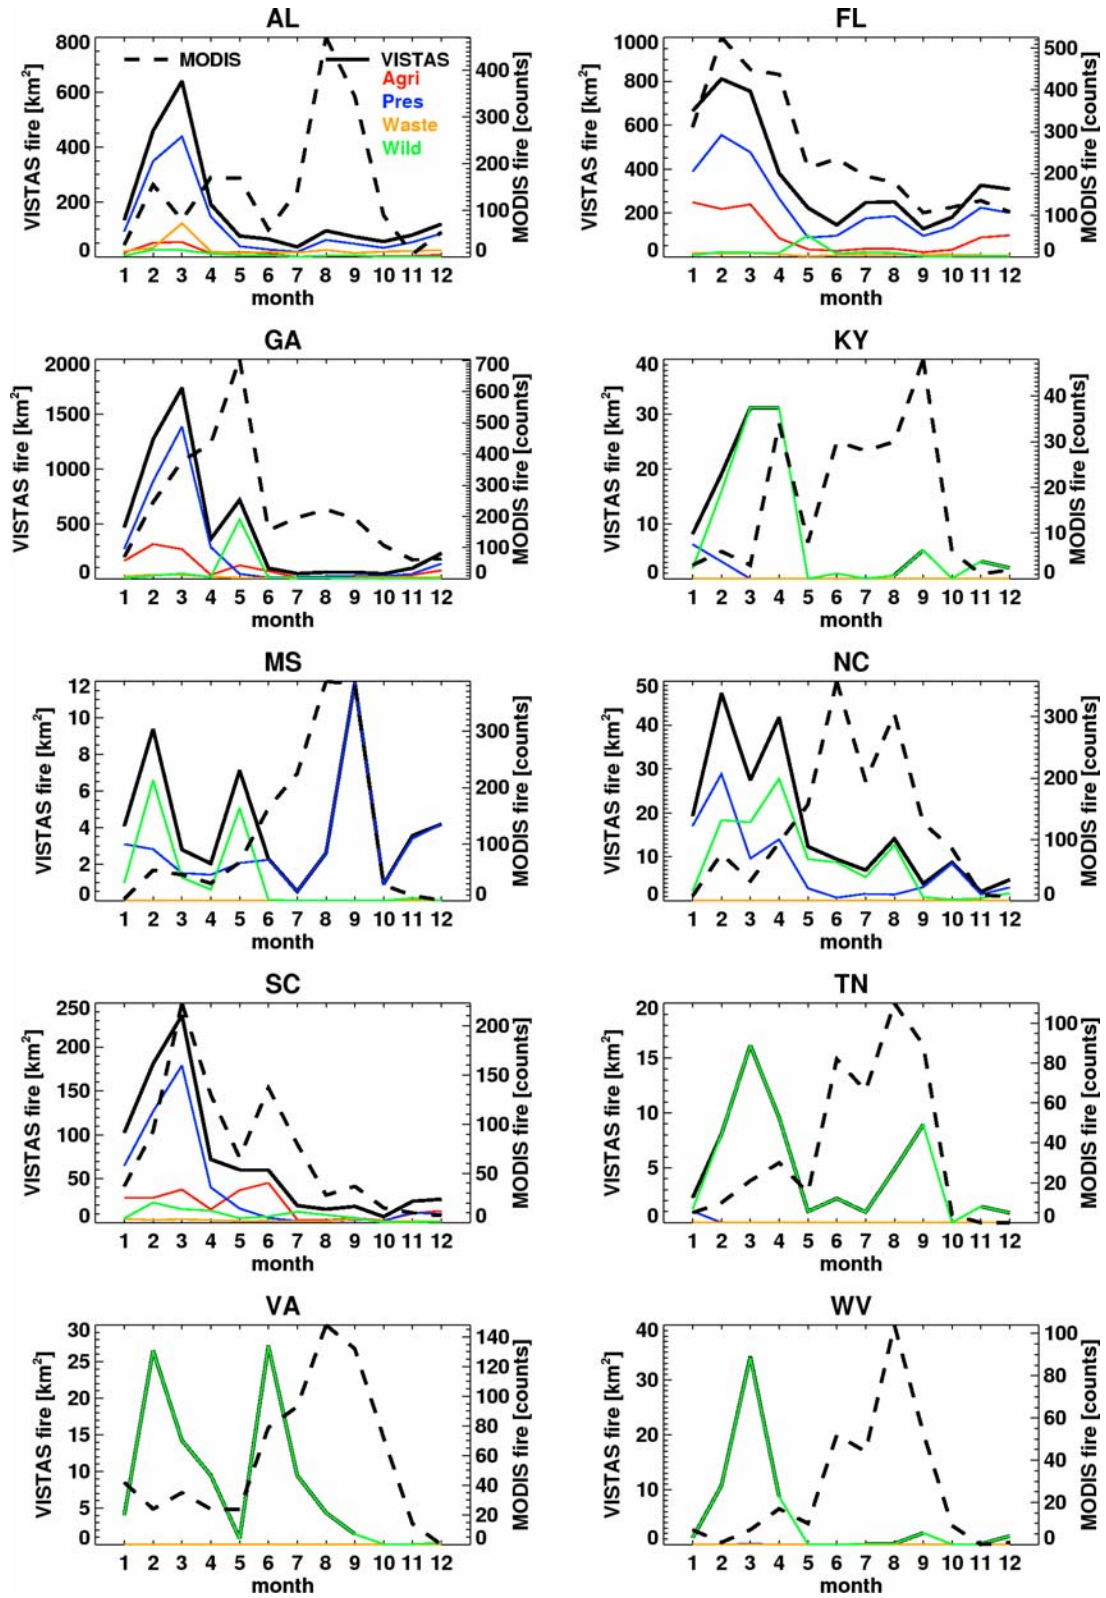 AL
VISTAS fire [km²]
800
600
400
200
0
MODIS
VISTAS
Agri
Pres
Waste
Wild
400
300
200
100
0
MODIS fire [counts]
1 2 3 4 5 6 7 8 9 10 11 12
month
FL
VISTAS fire [km²]
1000
800
600
400
200
0
500
400
300
200
100
0
MODIS fire [counts]
1 2 3 4 5 6 7 8 9 10 11 12
month
GA
VISTAS fire [km²]
2000
1500
1000
500
0
700
600
500
400
300
200
100
0
MODIS fire [counts]
1 2 3 4 5 6 7 8 9 10 11 12
month
KY
VISTAS fire [km²]
40
30
20
10
0
40
30
20
10
0
MODIS fire [counts]
1 2 3 4 5 6 7 8 9 10 11 12
month
MS
VISTAS fire [km²]
12
10
8
6
4
2
0
300
200
100
0
MODIS fire [counts]
1 2 3 4 5 6 7 8 9 10 11 12
month
NC
VISTAS fire [km²]
50
40
30
20
10
0
300
200
100
0
MODIS fire [counts]
1 2 3 4 5 6 7 8 9 10 11 12
month
SC
VISTAS fire [km²]
250
200
150
100
50
0
200
150
100
50
0
MODIS fire [counts]
1 2 3 4 5 6 7 8 9 10 11 12
month
TN
VISTAS fire [km²]
20
15
10
5
0
100
80
60
40
20
0
MODIS fire [counts]
1 2 3 4 5 6 7 8 9 10 11 12
month
VA
VISTAS fire [km²]
30
25
20
15
10
5
0
140
120
100
80
60
40
20
0
MODIS fire [counts]
1 2 3 4 5 6 7 8 9 10 11 12
month
WV
VISTAS fire [km²]
40
30
20
10
0
100
80
60
40
20
0
MODIS fire [counts]
1 2 3 4 5 6 7 8 9 10 11 12
month